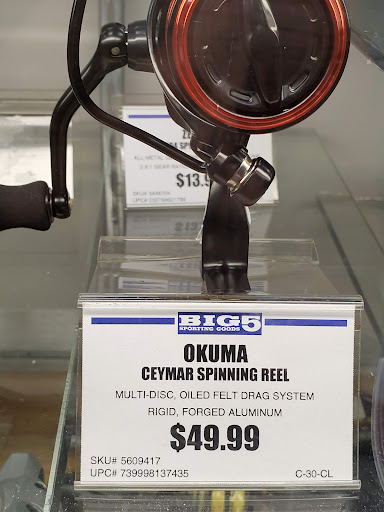 $13.9
BIG 5
SPORTING GOODS
OKUMA
CEYMAR SPINNING REEL
MULTI-DISC, OILED FELT DRAG SYSTEM
RIGID, FORGED ALUMINUM
$49.99
SKU# 5609417
UPC# 739998137435 C-30-CL